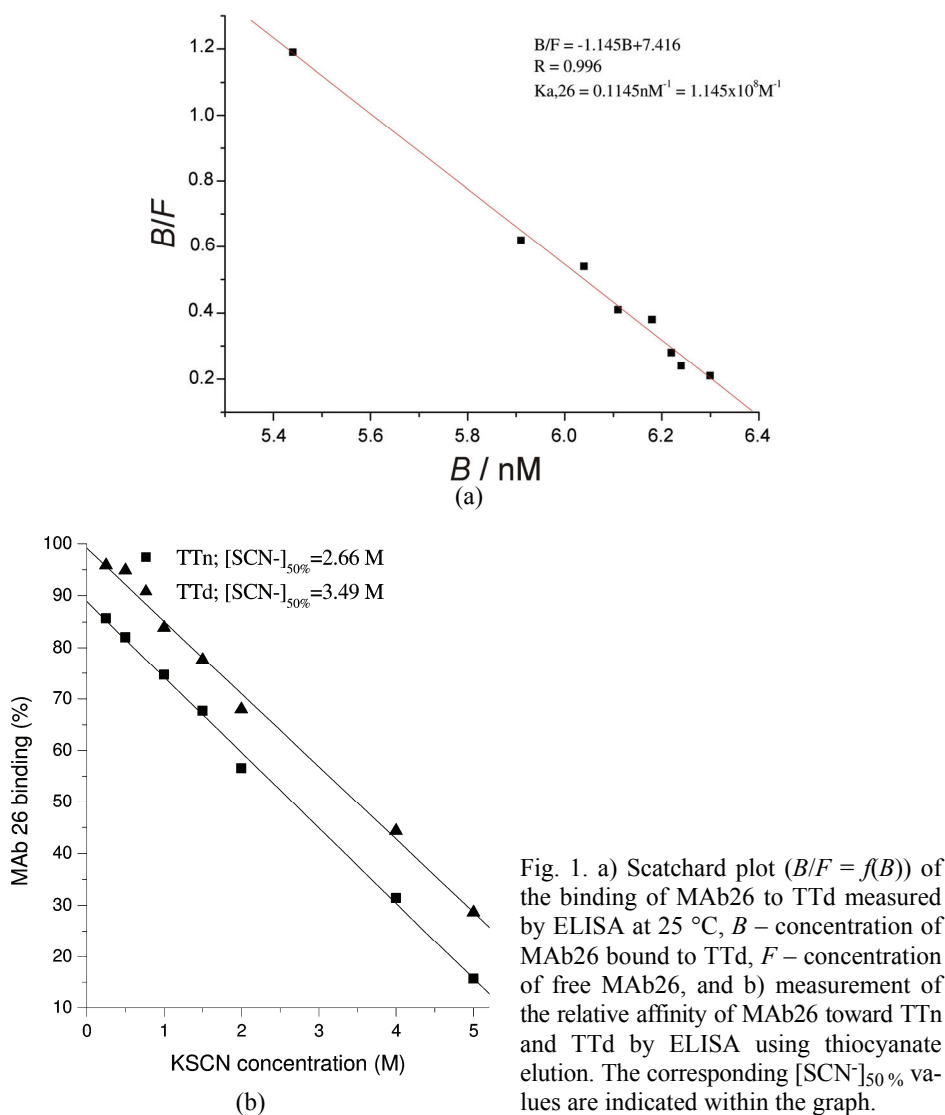 B/F = -1.145B+7.416
R = 0.996
Ka,26 = 0.1145nM⁻¹ = 1.145x10⁸M⁻¹
1.2
1.0
0.8
0.6
0.4
0.2
B/F
5.4 5.6 5.8 6.0 6.2 6.4
B / nM
(a)
100
90
80
70
60
50
40
30
20
10
MAb 26 binding (%)
TTn; [SCN-]50%=2.66 M
TTd; [SCN-]50%=3.49 M
0 1 2 3 4 5
KSCN concentration (M)
(b)
Fig. 1. a) Scatchard plot (B/F = f(B)) of
the binding of MAb26 to TTd measured
by ELISA at 25 °C, B – concentration of
MAb26 bound to TTd, F – concentration
of free MAb26, and b) measurement of
the relative affinity of MAb26 toward TTn
and TTd by ELISA using thiocyanate
elution. The corresponding [SCN⁻]50 % va-
lues are indicated within the graph.